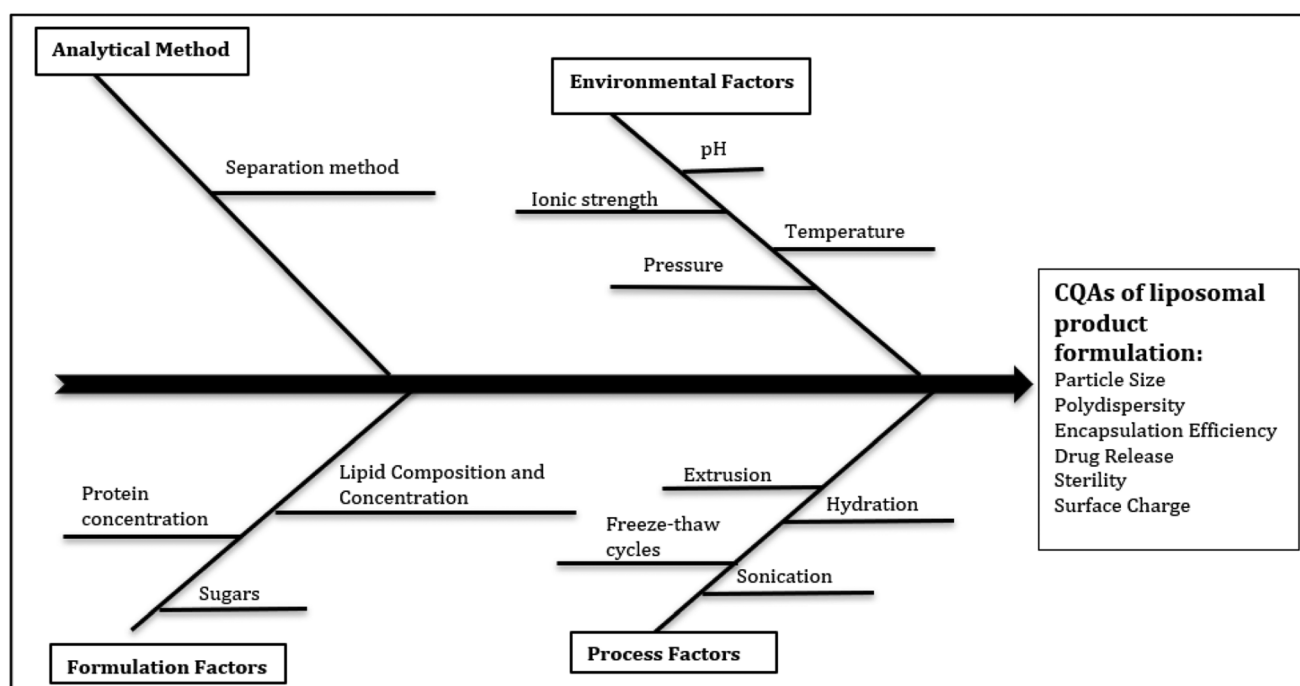 Analytical Method
Environmental Factors
pH
Separation method
Ionic strength
Temperature
Pressure
CQAs of liposomal
product
formulation:
Particle Size
Polydispersity
Encapsulation Efficiency
Drug Release
Sterility
Surface Charge
Lipid Composition and
Concentration
Protein
concentration
Sugars
Extrusion
Hydration
Freeze-thaw
cycles
Sonication
Formulation Factors
Process Factors